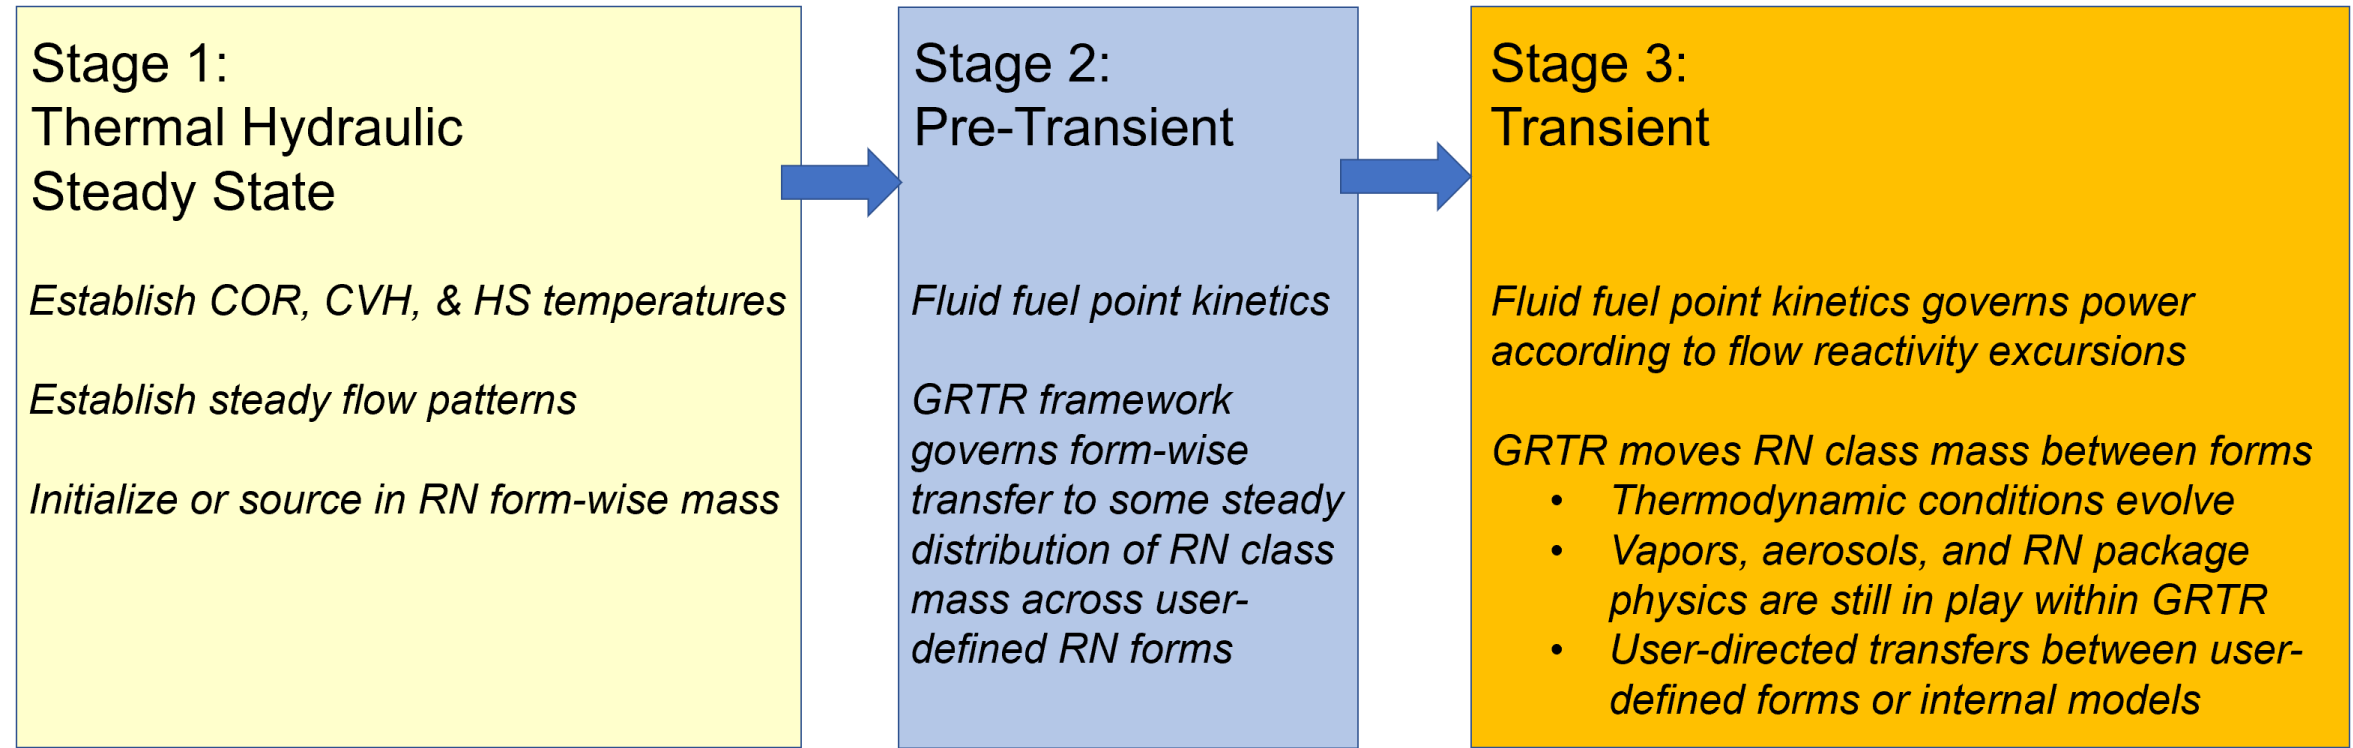 Stage 1:
Thermal Hydraulic
Steady State
Establish COR, CVH, & HS temperatures
Establish steady flow patterns
Initialize or source in RN form-wise mass
Stage 2:
Pre-Transient
Fluid fuel point kinetics
GRTR framework
governs form-wise
transfer to some steady
distribution of RN class
mass across user-
defined RN forms
Stage 3:
Transient
Fluid fuel point kinetics governs power
according to flow reactivity excursions
GRTR moves RN class mass between forms
• Thermodynamic conditions evolve
• Vapors, aerosols, and RN package
physics are still in play within GRTR
• User-directed transfers between user-
defined forms or internal models